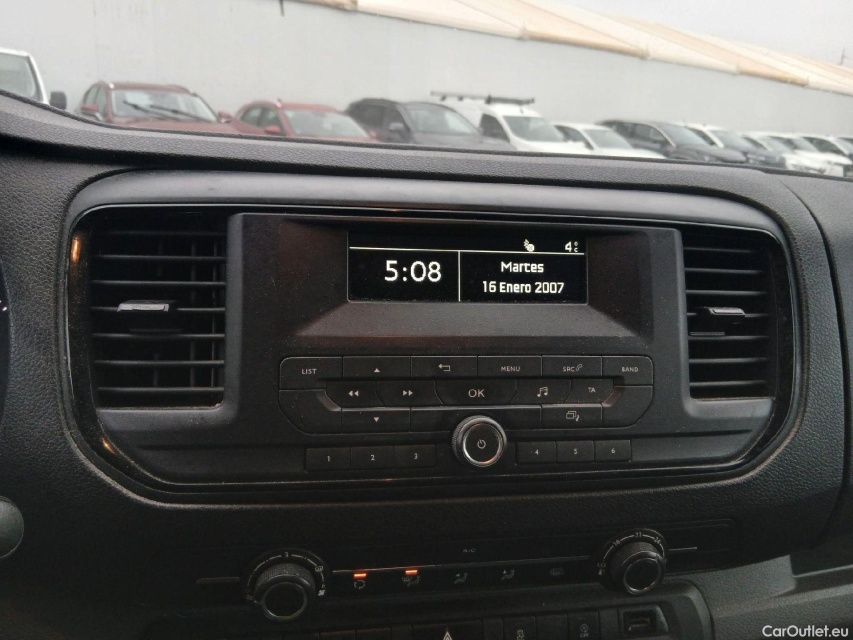 4°C
5:08
Martes
16 Enero 2007
LIST
MENU
SRC
BAND
OK
TA
1 2 3 4 5 6
A/C
CarOutlet.eu